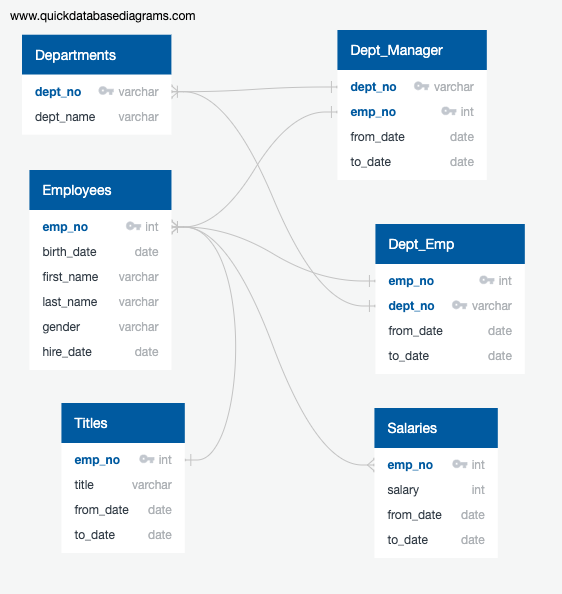 www.quickdatabasediagrams.com
Departments
dept_no varchar
dept_name varchar
Dept_Manager
dept_no varchar
emp_no int
from_date date
to_date date
Employees
emp_no int
birth_date date
first_name varchar
last_name varchar
gender varchar
hire_date date
Dept_Emp
emp_no int
dept_no varchar
from_date date
to_date date
Titles
emp_no int
title varchar
from_date date
to_date date
Salaries
emp_no int
salary int
from_date date
to_date date